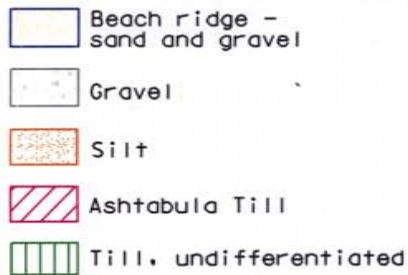 Beach ridge -
sand and gravel
Gravel
Silt
Ashtabula Till
Till, undifferentiated